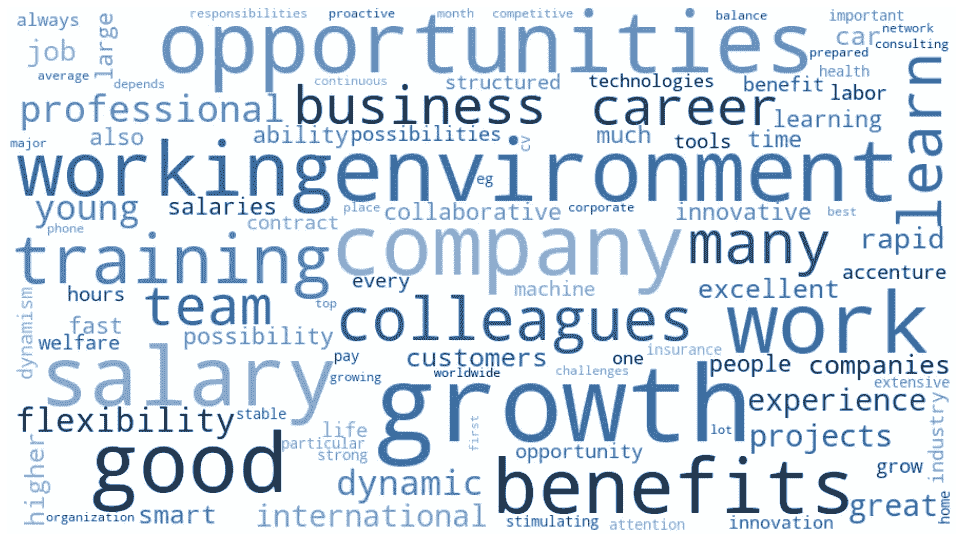 always
responsibilities
proactive
month
competitive
balance
important
network
job
large
opportunities
car
consulting
prepared
average
depends
continuous
structured
technologies
benefit
health
labor
professional
business
career
learning
learn
major
also
ability
possibilities
cv
much
tools
time
working
environment
eg
young
salaries
contract
place
collaborative
corporate
innovative
best
phone
training
company
many
rapid
accenture
every
hours
team
top
machine
excellent
dynamism
fast
welfare
possibility
colleagues
work
salary
pay
growing
customers
worldwide
one
challenges
insurance
people
companies
extensive
flexibility
stable
growth
lot
experience
life
particular
strong
first
projects
industry
higher
good
opportunity
grow
dynamic
benefits
great
home
organization
smart
international
stimulating
attention
innovation